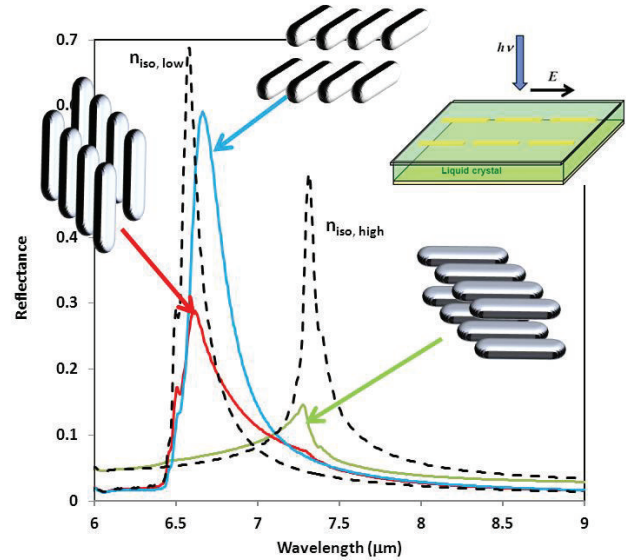 0.7
0.4
0.3
0.2
0.1
0
Reflectance
6
6.5
7
7.5
8
8.5
9
Wavelength (μm)
n_iso, low
n_iso, high
hν
E
Liquid crystal